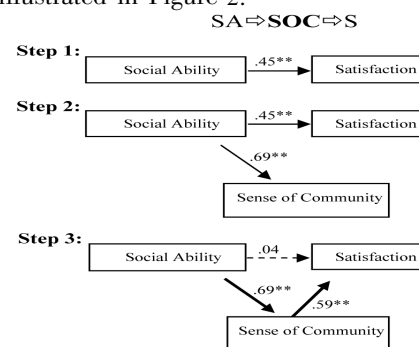 illustrated in Figure 2.
SA⇨SOC⇨S
Step 1:
Social Ability .45** Satisfaction
Step 2:
Social Ability .45** Satisfaction
.69**
Sense of Community
Step 3:
Social Ability .04 Satisfaction
.69** .59**
Sense of Community